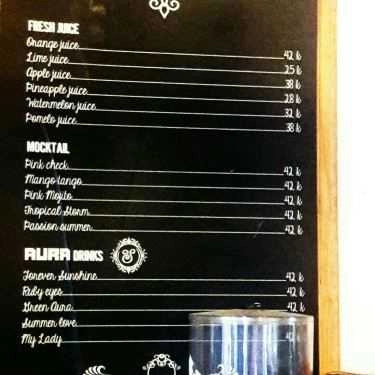 FRESH JUICE
Orange juice 42 k
Lime juice 25 k
Apple juice 38 k
Pineapple juice 28 k
Watermelon juice 32 k
Pomelo juice 38 k
MOCKTAIL
Pink check 42 k
Mango tango 42 k
Pink Mojito 42 k
Tropical Storm 42 k
Passion summer 42 k
AURA DRINKS &
Forever Sunshine 42 k
Ruby eyes 42 k
Green Aura 42 k
Summer love 42 k
My Lady 42